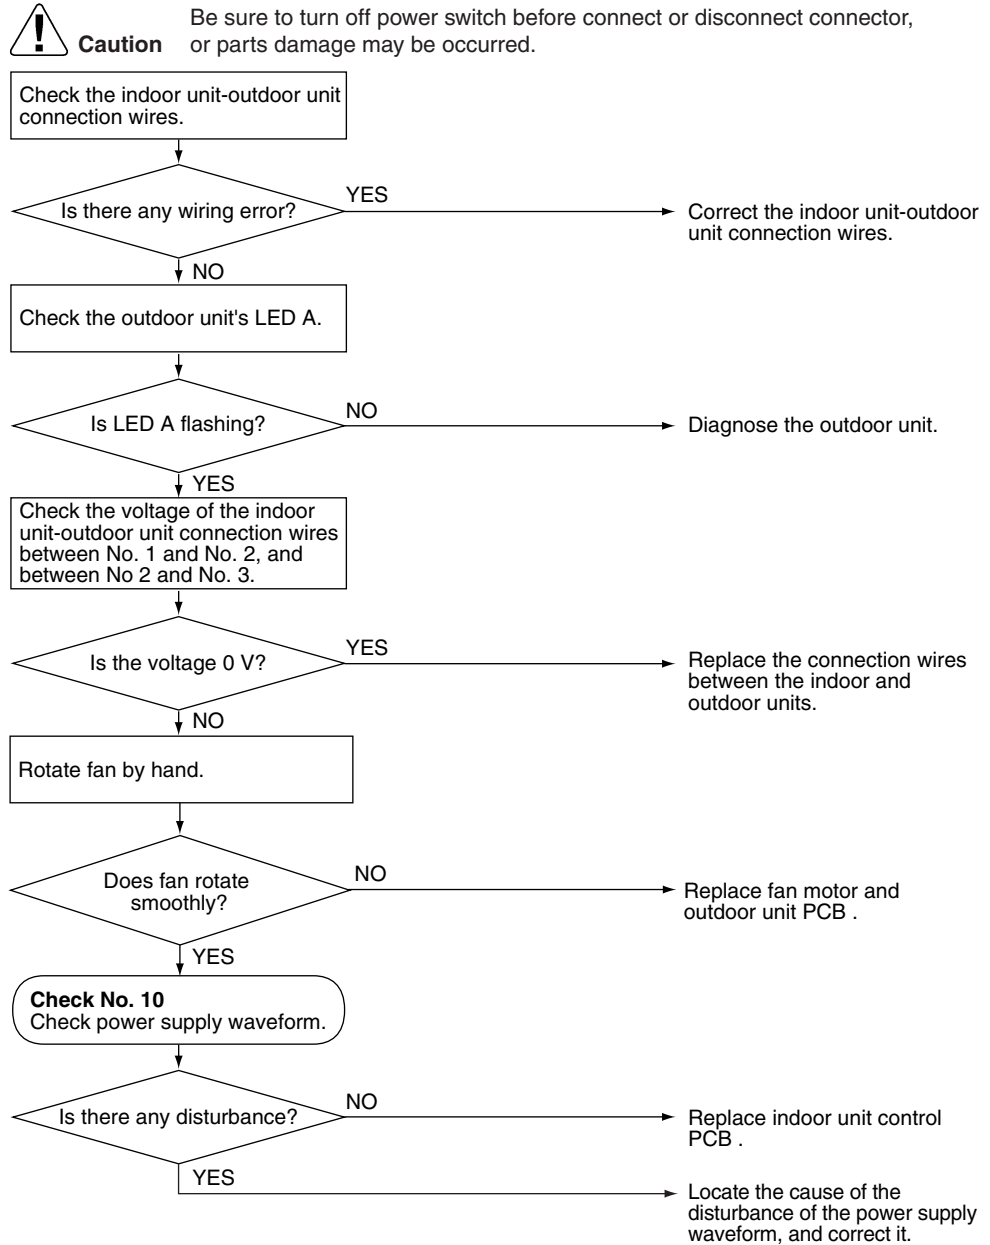 Be sure to turn off power switch before connect or disconnect connector,
Caution or parts damage may be occurred.
Check the indoor unit-outdoor unit
connection wires.
Is there any wiring error?
YES
Correct the indoor unit-outdoor
unit connection wires.
NO
Check the outdoor unit's LED A.
Is LED A flashing?
NO
Diagnose the outdoor unit.
YES
Check the voltage of the indoor
unit-outdoor unit connection wires
between No. 1 and No. 2, and
between No 2 and No. 3.
Is the voltage 0 V?
YES
Replace the connection wires
between the indoor and
outdoor units.
NO
Rotate fan by hand.
Does fan rotate
smoothly?
NO
Replace fan motor and
outdoor unit PCB .
YES
Check No. 10
Check power supply waveform.
Is there any disturbance?
NO
Replace indoor unit control
PCB .
YES
Locate the cause of the
disturbance of the power supply
waveform, and correct it.